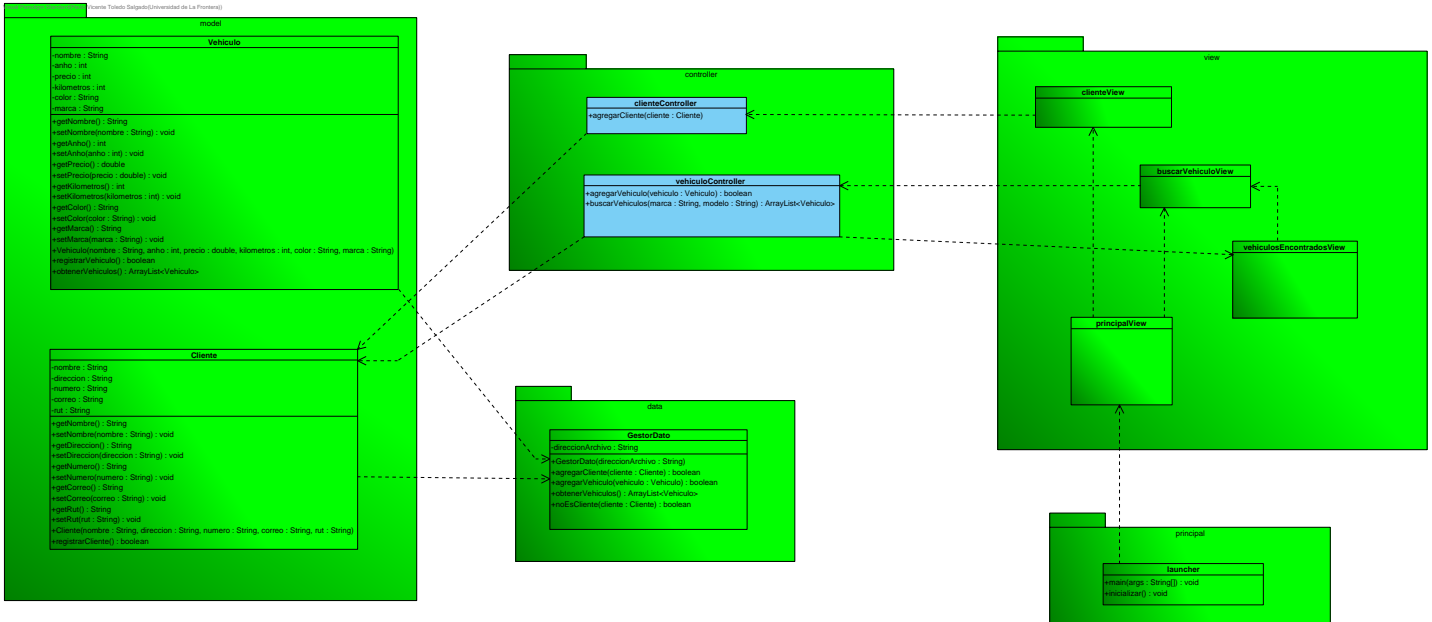 Vicente Toledo Salgado(Universidad de La Frontera))
model
Vehiculo
-nombre : String
-anho : int
-precio : int
-kilometros : int
-color : String
-marca : String
+getNombre() : String
+setNombre(nombre : String) : void
+getAnho() : int
+setAnho(anho : int) : void
+getPrecio() : double
+setPrecio(precio : double) : void
+getKilometros() : int
+setKilometros(kilometros : int) : void
+getColor() : String
+setColor(color : String) : void
+getMarca() : String
+setMarca(marca : String) : void
+Vehiculo(nombre : String, anho : int, precio : double, kilometros : int, color : String, marca : String)
+registrarVehiculo() : boolean
+obtenerVehiculos() : ArrayList<Vehiculo>
Cliente
-nombre : String
-direccion : String
-numero : String
-correo : String
-rut : String
+getNombre() : String
+setNombre(nombre : String) : void
+getDireccion() : String
+setDireccion(direccion : String) : void
+getNumero() : String
+setNumero(numero : String) : void
+getCorreo() : String
+setCorreo(correo : String) : void
+getRut() : String
+setRut(rut : String) : void
+Cliente(nombre : String, direccion : String, numero : String, correo : String, rut : String)
+registrarCliente() : boolean
controller
clienteController
+agregarCliente(cliente : Cliente)
vehiculoController
+agregarVehiculo(vehiculo : Vehiculo) : boolean
+buscarVehiculos(marca : String, modelo : String) : ArrayList<Vehiculo>
data
GestorDato
-direccionArchivo : String
+GestorDato(direccionArchivo : String)
+agregarCliente(cliente : Cliente) : boolean
+agregarVehiculo(vehiculo : Vehiculo) : boolean
+obtenerVehiculos() : ArrayList<Vehiculo>
+noEsCliente(cliente : Cliente) : boolean
view
clienteView
buscarVehiculoView
vehiculosEncontradosView
principalView
principal
launcher
+main(args : String[]) : void
+inicializar() : void